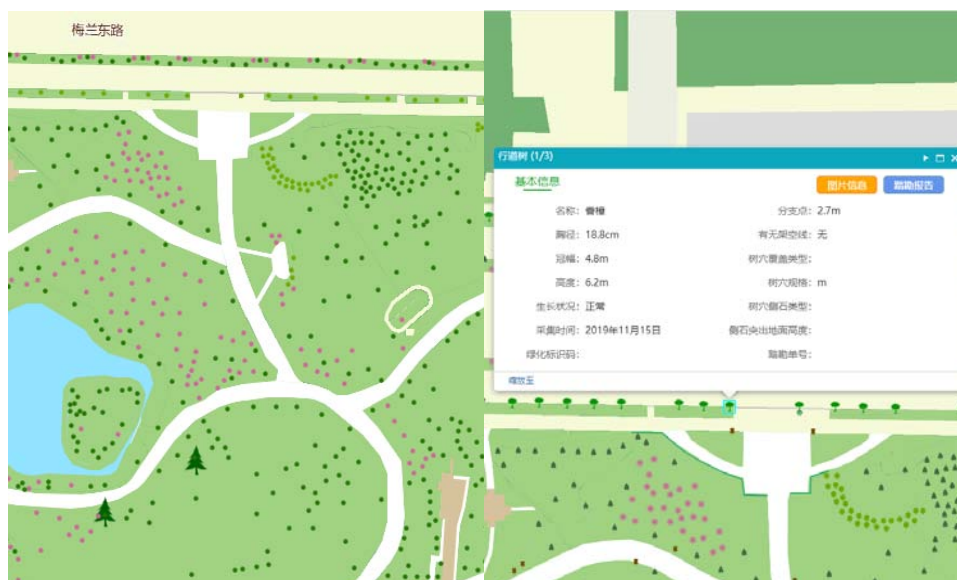 梅兰东路
行道树 (1/3)
基本信息
图片信息
踏勘报告
名称: 香樟
分支点: 2.7m
胸径: 18.8cm
有无架空线: 无
冠幅: 4.8m
树穴覆盖类型:
高度: 6.2m
树穴规格: m
生长状况: 正常
树穴侧石类型:
采集时间: 2019年11月15日
侧石突出地面高度:
绿化标识码:
踏勘单号:
缩放至